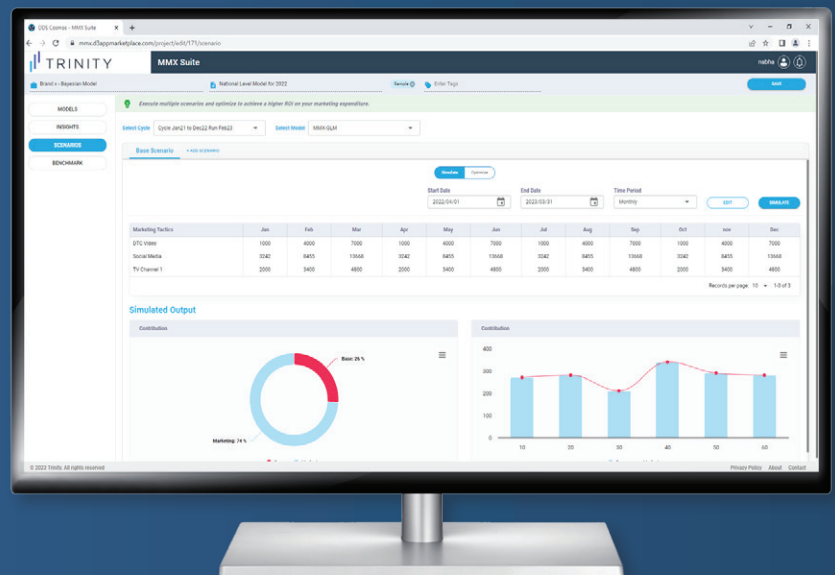 DDS Cosmos - MMX Suite
mmx.d3appmarketplace.com/project/edit/171/scenario
TRINITY
MMX Suite
nebha
Brand x - Bayesian Model
National Level Model for 2022
Sample
Enter Tags
SAVE
MODELS
INSIGHTS
SCENARIOS
BENCHMARK
Execute multiple scenarios and optimize to achieve a higher ROI on your marketing expenditure.
Select Cycle Cycle Jan21 to Dec22 Run Feb23 Select Model MMX-GLM
Base Scenario + ADD SCENARIO
Simulate Optimize
Start Date End Date Time Period
2022/04/01 2023/03/31 Monthly EDIT SIMULATE
Marketing Tactics Jan Feb Mar Apr May Jun Jul Aug Sep Oct nov Dec
DTC Video 1000 4000 7000 1000 4000 7000 1000 4000 7000 1000 4000 7000
Social Media 3242 8455 13668 3242 8455 13668 3242 8455 13668 3242 8455 13668
TV Channel 1 2000 3400 4800 2000 3400 4800 2000 3400 4800 2000 3400 4800
Records per page: 10 1-3 of 3
Simulated Output
Contribution
Base: 26 %
Marketing: 74 %
Contribution
400
300
200
100
0
10 20 30 40 50 60
© 2023 Trinity. All rights reserved
Privacy Policy About Contact